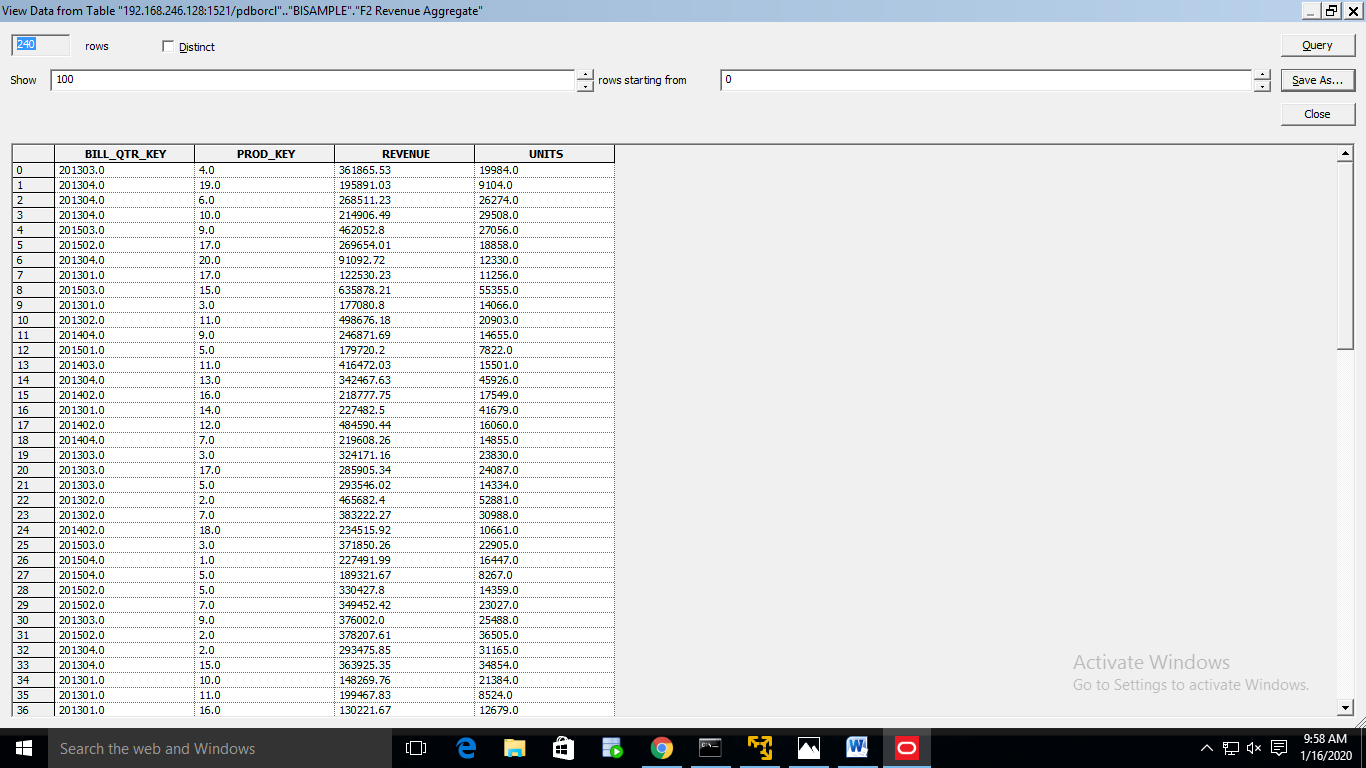 View Data from Table "192.168.246.128:1521/pdborcl".."BISAMPLE"."F2 Revenue Aggregate"
240 rows Distinct Query
Show 100 rows starting from 0 Save As...
Close
BILL_QTR_KEY PROD_KEY REVENUE UNITS
0 201303.0 4.0 361865.53 19984.0
1 201304.0 19.0 195891.03 9104.0
2 201304.0 6.0 268511.23 26274.0
3 201304.0 10.0 214906.49 29508.0
4 201503.0 9.0 462052.8 27056.0
5 201502.0 17.0 269654.01 18858.0
6 201304.0 20.0 91092.72 12330.0
7 201301.0 17.0 122530.23 11256.0
8 201503.0 15.0 635878.21 55355.0
9 201301.0 3.0 177080.8 14066.0
10 201302.0 11.0 498676.18 20903.0
11 201404.0 9.0 246871.69 14655.0
12 201501.0 5.0 179720.2 7822.0
13 201403.0 11.0 416472.03 15501.0
14 201304.0 13.0 342467.63 45926.0
15 201402.0 16.0 218777.75 17549.0
16 201301.0 14.0 227482.5 41679.0
17 201402.0 12.0 484590.44 16060.0
18 201404.0 7.0 219608.26 14855.0
19 201303.0 3.0 324171.16 23830.0
20 201303.0 17.0 285905.34 24087.0
21 201303.0 5.0 293546.02 14334.0
22 201302.0 2.0 465682.4 52881.0
23 201302.0 7.0 383222.27 30988.0
24 201402.0 18.0 234515.92 10661.0
25 201503.0 3.0 371850.26 22905.0
26 201504.0 1.0 227491.99 16447.0
27 201504.0 5.0 189321.67 8267.0
28 201502.0 5.0 330427.8 14359.0
29 201502.0 7.0 349452.42 23027.0
30 201303.0 9.0 376002.0 25488.0
31 201502.0 2.0 378207.61 36505.0
32 201304.0 2.0 293475.85 31165.0
33 201304.0 15.0 363925.35 34854.0
34 201301.0 10.0 148269.76 21384.0
35 201301.0 11.0 199467.83 8524.0
36 201301.0 16.0 130221.67 12679.0
Activate Windows
Go to Settings to activate Windows.
Search the web and Windows
9:58 AM
1/16/2020